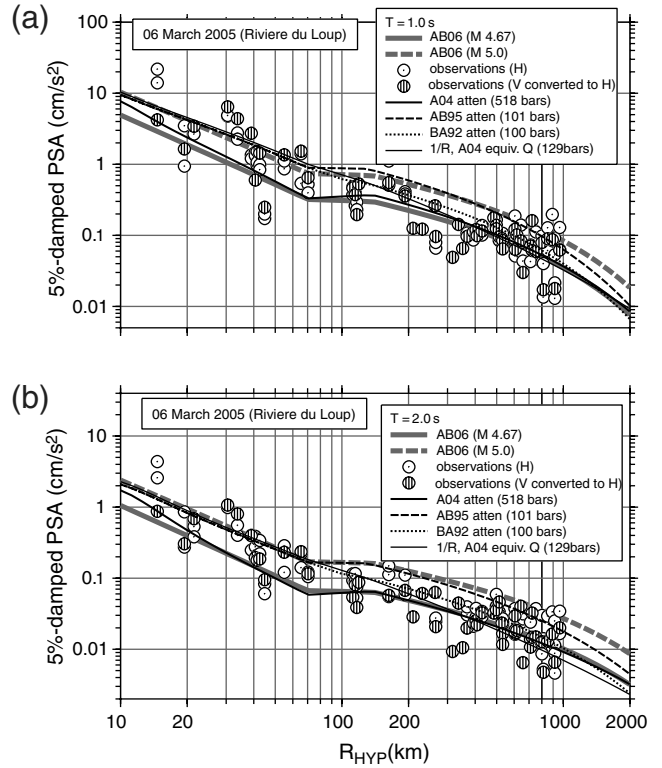 (a)
100
10
1
0.1
0.01
5%-damped PSA (cm/s²)
06 March 2005 (Riviere du Loup)
T = 1.0 s
AB06 (M 4.67)
AB06 (M 5.0)
observations (H)
observations (V converted to H)
A04 atten (518 bars)
AB95 atten (101 bars)
BA92 atten (100 bars)
1/R, A04 equiv. Q (129bars)
(b)
10
1
0.1
0.01
5%-damped PSA (cm/s²)
06 March 2005 (Riviere du Loup)
T = 2.0 s
AB06 (M 4.67)
AB06 (M 5.0)
observations (H)
observations (V converted to H)
A04 atten (518 bars)
AB95 atten (101 bars)
BA92 atten (100 bars)
1/R, A04 equiv. Q (129bars)
10 20 100 200 1000 2000
R_HYP(km)